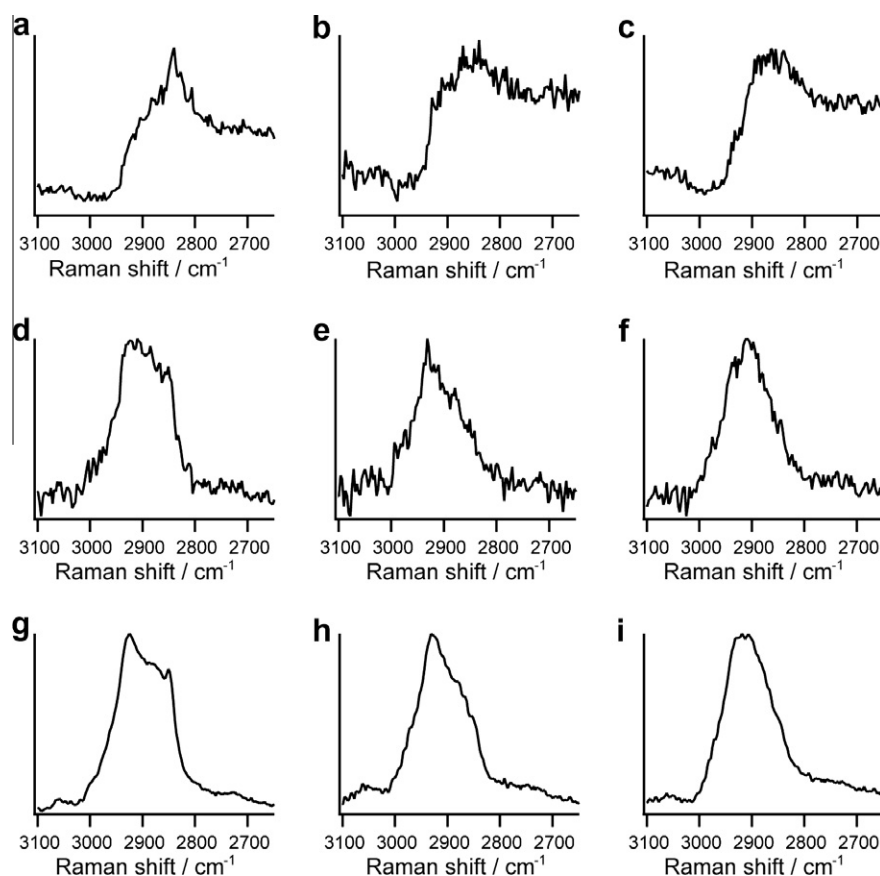 a b c
3100 3000 2900 2800 2700 3100 3000 2900 2800 2700 3100 3000 2900 2800 2700
Raman shift / cm⁻¹ Raman shift / cm⁻¹ Raman shift / cm⁻¹
d e f
3100 3000 2900 2800 2700 3100 3000 2900 2800 2700 3100 3000 2900 2800 2700
Raman shift / cm⁻¹ Raman shift / cm⁻¹ Raman shift / cm⁻¹
g h i
3100 3000 2900 2800 2700 3100 3000 2900 2800 2700 3100 3000 2900 2800 2700
Raman shift / cm⁻¹ Raman shift / cm⁻¹ Raman shift / cm⁻¹